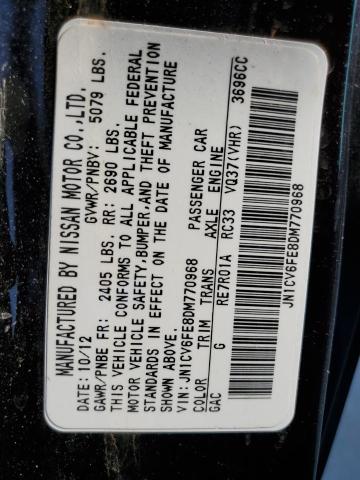 MANUFACTURED BY NISSAN MOTOR CO.,LTD.
DATE: 10/12 GVWR/PNBV: 5079 LBS.
GAWR/PNBE FR: 2405 LBS. RR: 2690 LBS.
THIS VEHICLE CONFORMS TO ALL APPLICABLE FEDERAL
MOTOR VEHICLE SAFETY,BUMPER,AND THEFT PREVENTION
STANDARDS IN EFFECT ON THE DATE OF MANUFACTURE
SHOWN ABOVE.
VIN: JN1CV6FE8DM770968 PASSENGER CAR
COLOR TRIM TRANS AXLE ENGINE
GAC G RE7R01A RC33 VQ37(VHR) 3696CC
JN1CV6FE8DM770968